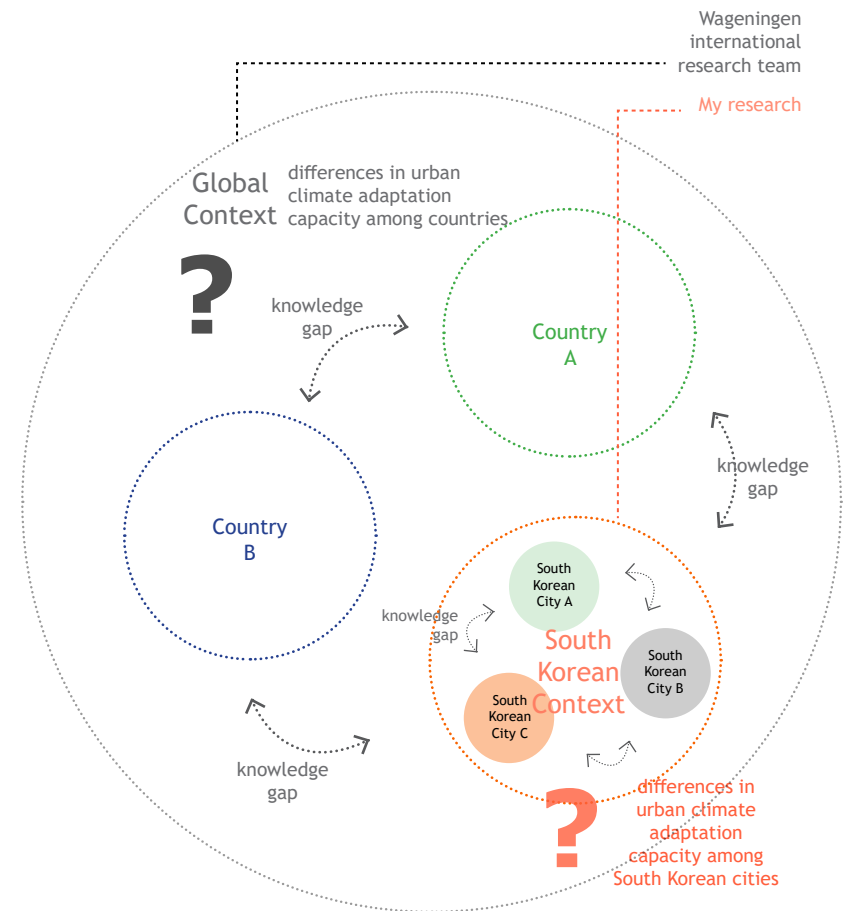 Wageningen
international
research team
My research
Global
Context
differences in urban
climate adaptation
capacity among countries
?
knowledge
gap
Country
A
knowledge
gap
Country
B
South
Korean
City A
knowledge
gap
South
Korean
Context
South
Korean
City B
South
Korean
City C
knowledge
gap
?
differences in
urban climate
adaptation
capacity among
South Korean cities